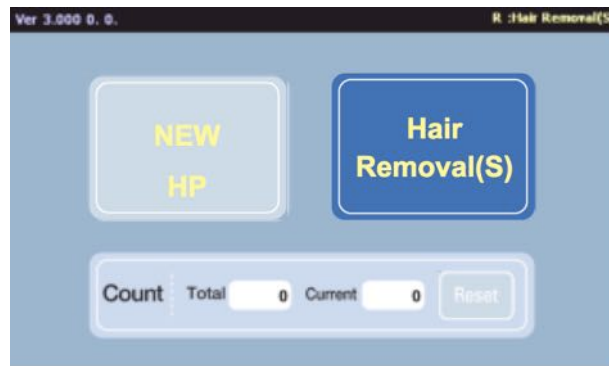 Ver 3.000 0. 0.
R :Hair Removal(S
NEW
HP
Hair
Removal(S)
Count Total 0 Current 0 Reset